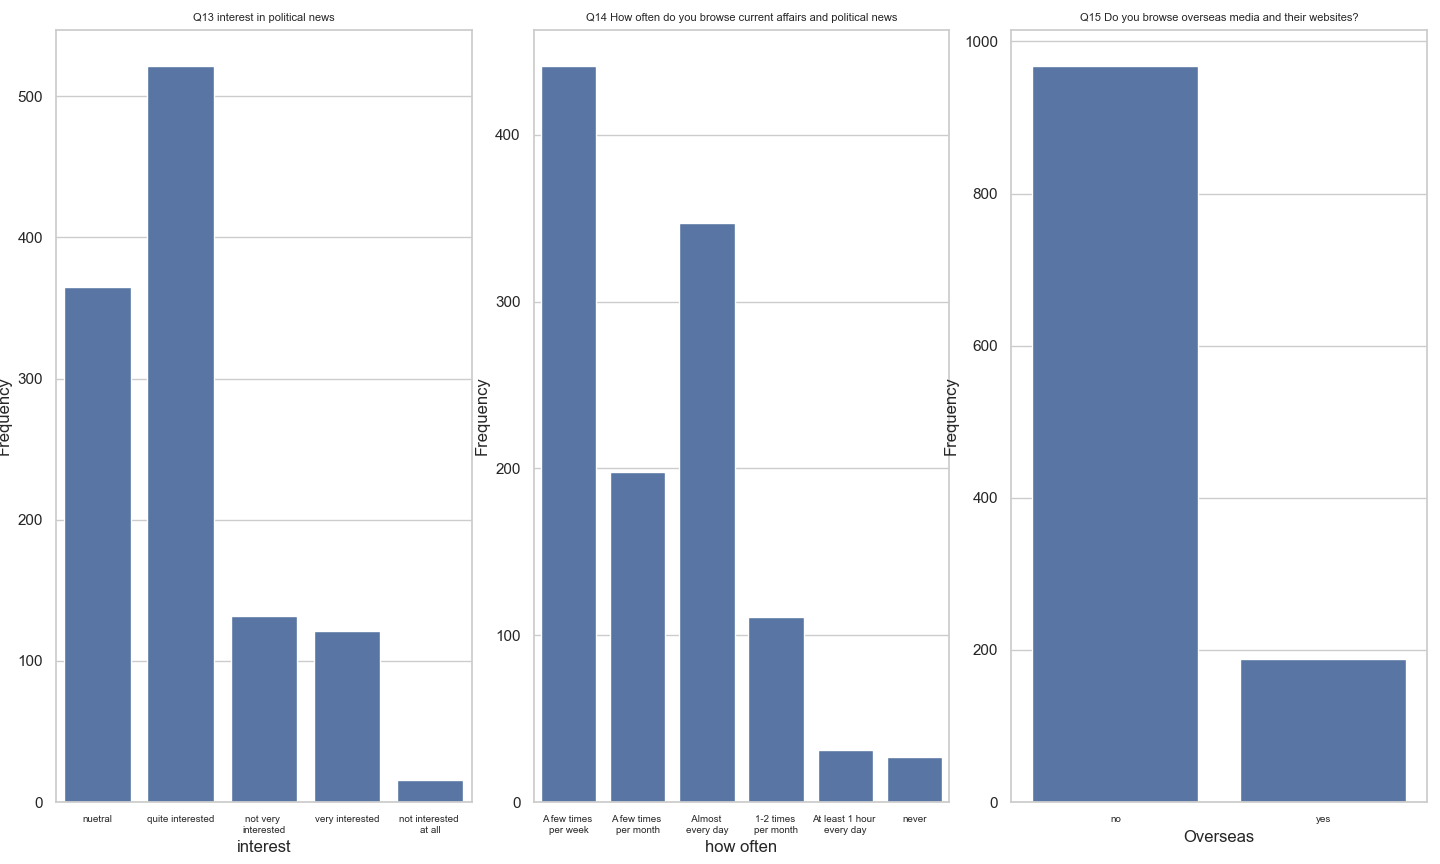 Q13 interest in political news
500
400
300
200
100
0
Frequency
nuetral
quite interested
not very
interested
very interested
not interested
at all
interest
Q14 How often do you browse current affairs and political news
400
300
200
100
0
Frequency
A few times
per week
A few times
per month
Almost
every day
1-2 times
per month
At least 1 hour
every day
never
how often
Q15 Do you browse overseas media and their websites?
1000
800
600
400
200
0
Frequency
no
yes
Overseas